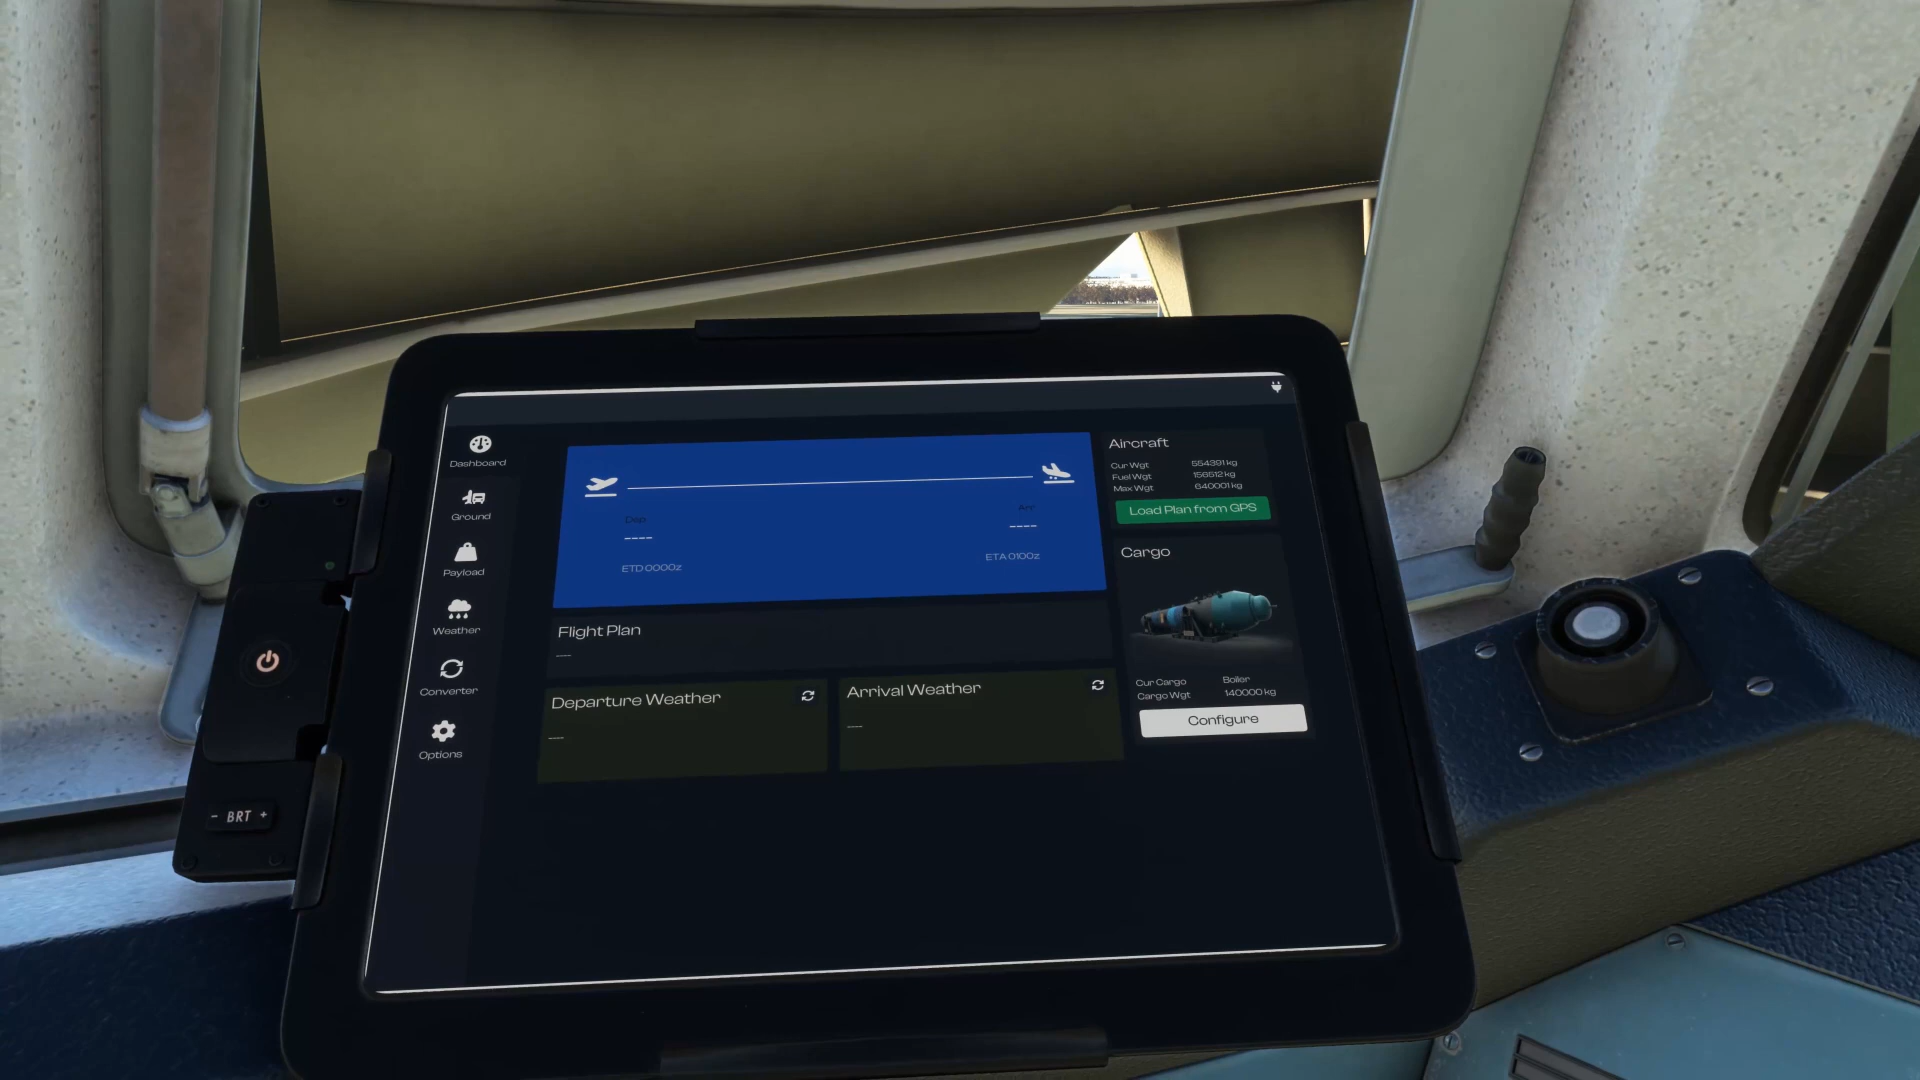 Dashboard
Ground
Payload
Weather
Converter
Options
- BRT +
Dep
----
ETD 0000z
Arr
----
ETA 0100z
Flight Plan
---
Departure Weather
---
Arrival Weather
---
Aircraft
Cur Wgt 554391 kg
Fuel Wgt 156512 kg
Max Wgt 640001 kg
Load Plan from GPS
Cargo
Cur Cargo Boiler
Cargo Wgt 140000 kg
Configure